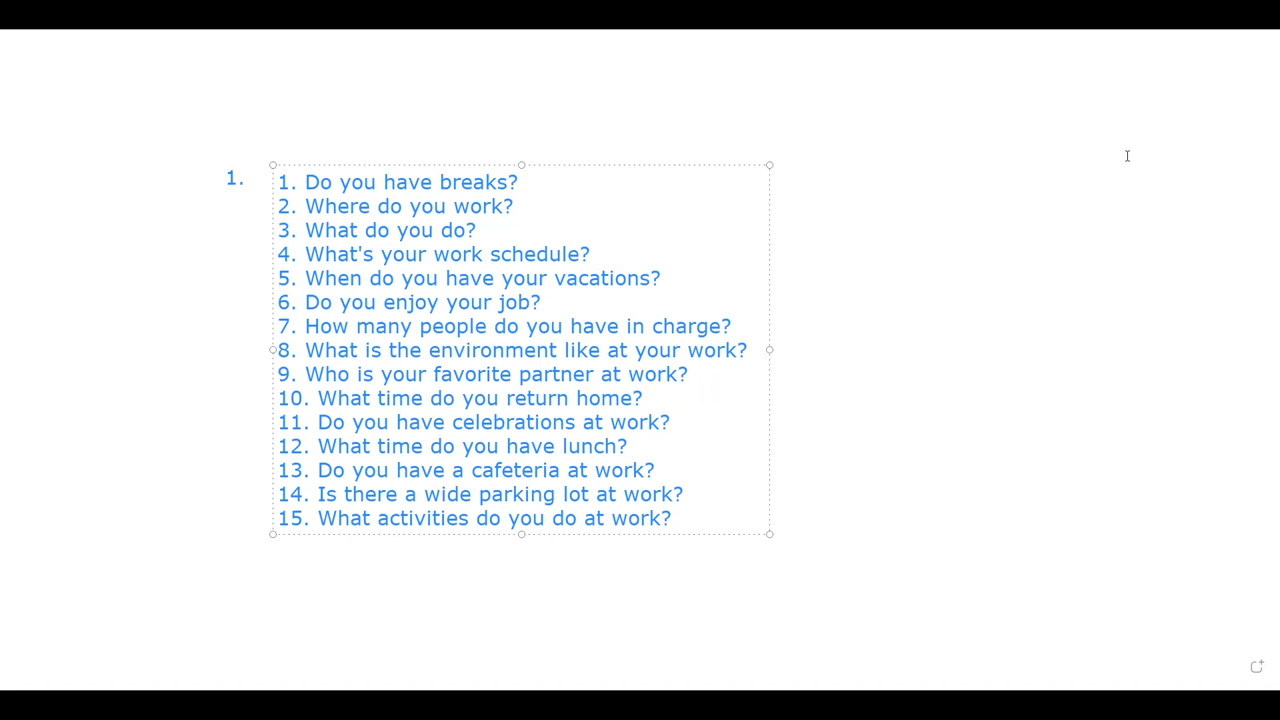 1.
1. Do you have breaks?
2. Where do you work?
3. What do you do?
4. What's your work schedule?
5. When do you have your vacations?
6. Do you enjoy your job?
7. How many people do you have in charge?
8. What is the environment like at your work?
9. Who is your favorite partner at work?
10. What time do you return home?
11. Do you have celebrations at work?
12. What time do you have lunch?
13. Do you have a cafeteria at work?
14. Is there a wide parking lot at work?
15. What activities do you do at work?